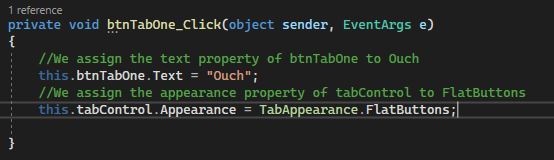 1 reference
private void btnTabOne_Click(object sender, EventArgs e)
{
//We assign the text property of btnTabOne to Ouch
this.btnTabOne.Text = "Ouch";
//We assign the appearance property of tabControl to FlatButtons
this.tabControl.Appearance = TabAppearance.FlatButtons;
}